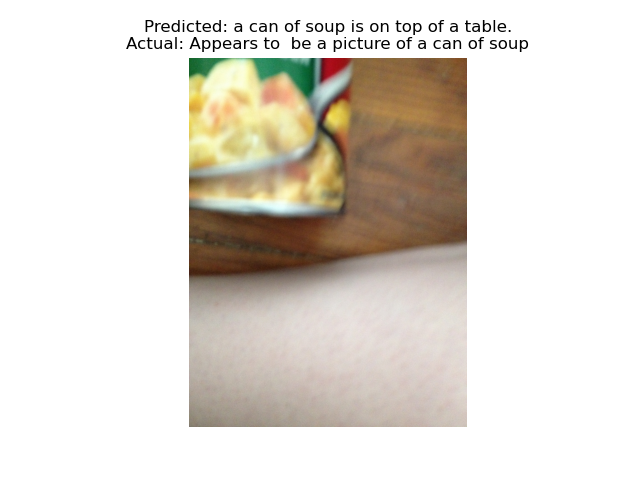 Predicted: a can of soup is on top of a table.
Actual: Appears to  be a picture of a can of soup